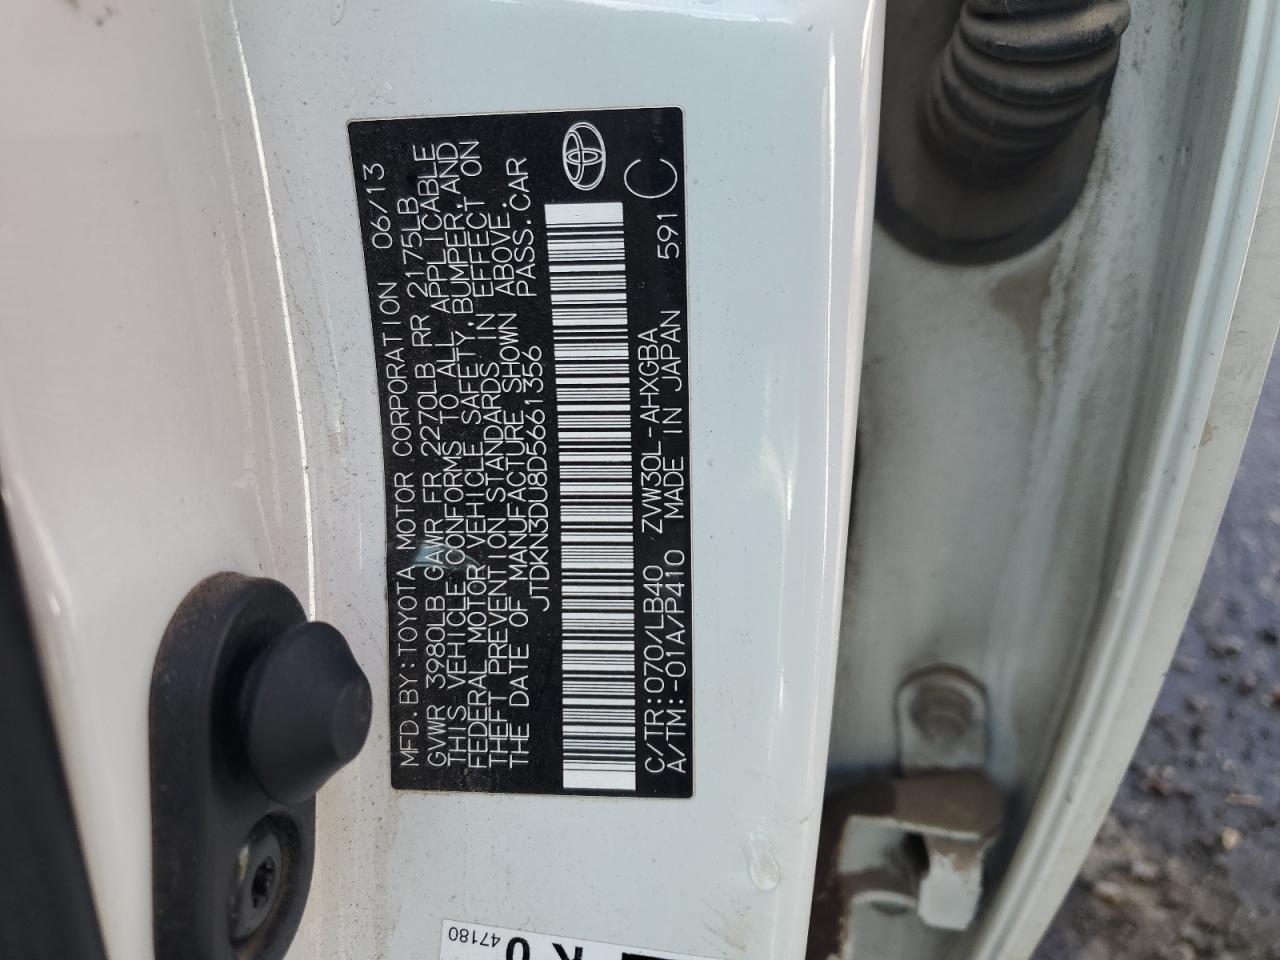 MFD. BY:TOYOTA MOTOR CORPORATION 06/13
GVWR 3980LB GAWR FR 2270LB RR 2175LB
THIS VEHICLE CONFORMS TO ALL APPLICABLE
FEDERAL MOTOR VEHICLE SAFETY, BUMPER, AND
THEFT PREVENTION STANDARDS IN EFFECT ON
THE DATE OF MANUFACTURE SHOWN ABOVE.
JTDKN3DU8D5661356 PASS. CAR
C/TR:070/LB40 ZVW30L-AHXGBA
A/TM:-01A/P410 MADE IN JAPAN 591
C
47180